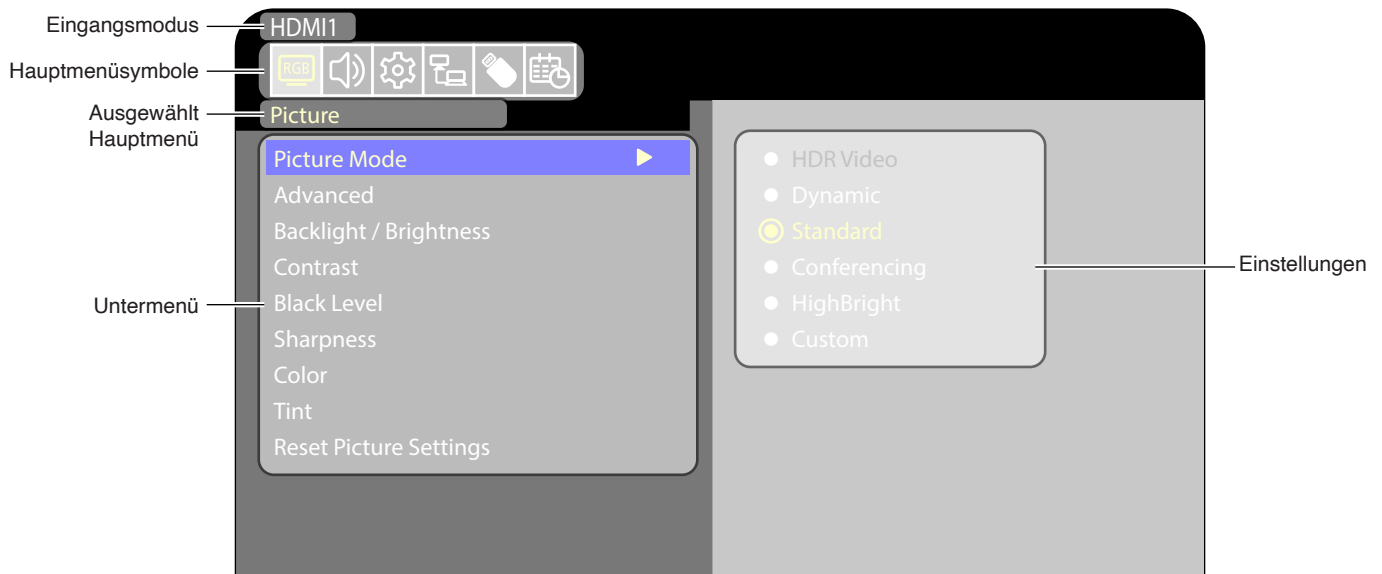 Eingangsmodus
HDMI1
Hauptmenüsymbole
RGB
Ausgewählt
Hauptmenü
Picture
Picture Mode
Advanced
Backlight / Brightness
Contrast
Black Level
Sharpness
Color
Tint
Reset Picture Settings
Untermenü
HDR Video
Dynamic
Standard
Conferencing
HighBright
Custom
Einstellungen